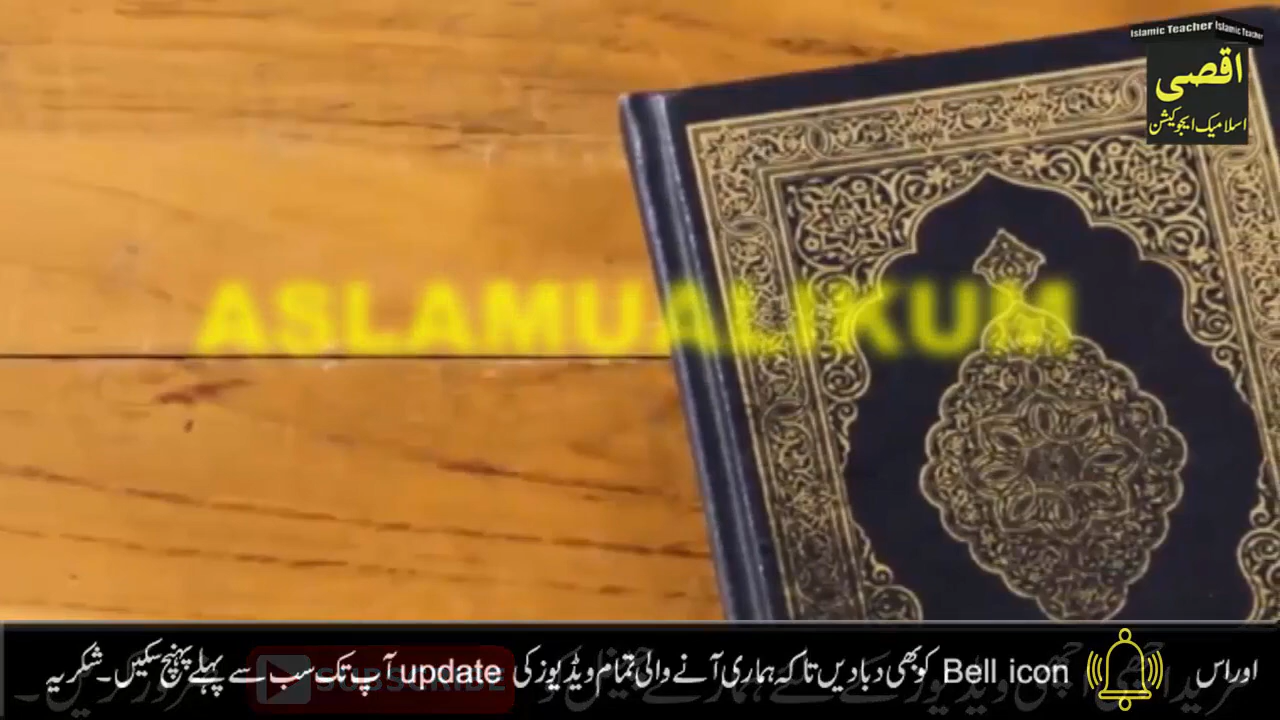 Islamic Teacher Islamic Teacher
اقصی
اسلامیک ایجوکیشن
ASLAMUALIKUM
اور اس Bell icon کو بھی دبا دیں تا کہ ہماری آنے والی تمام ویڈیوز کی update آپ تک سب سے پہلے پہنچ سکیں۔شکریہ